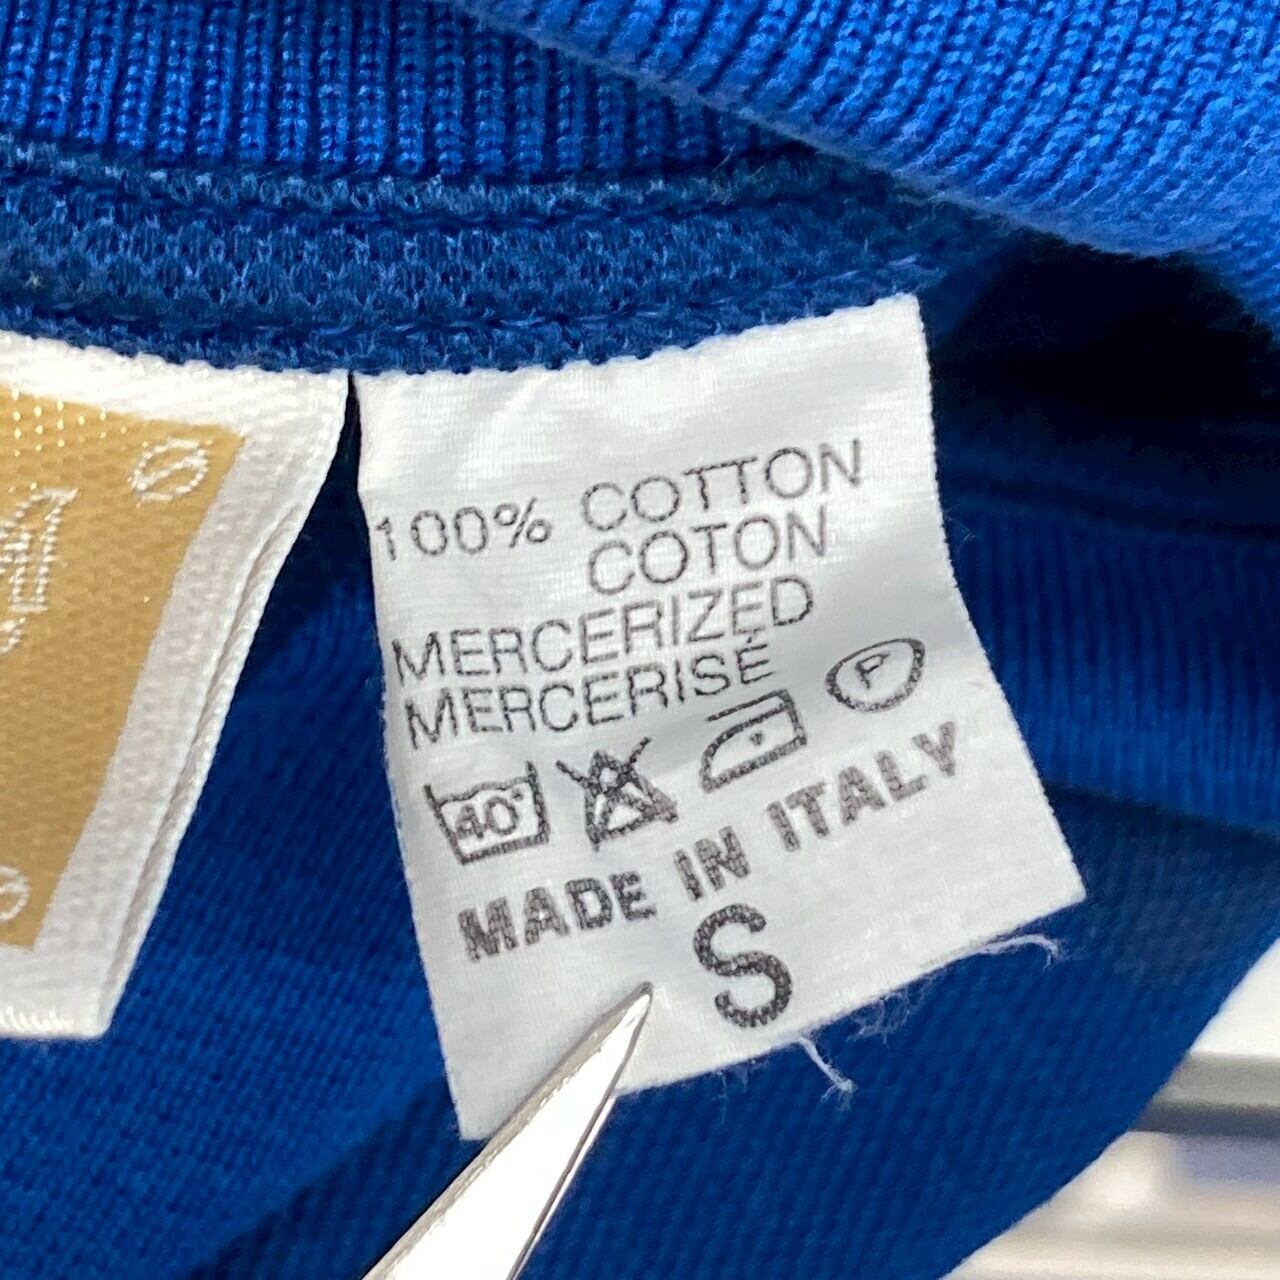 100% COTTON
COTON
MERCERIZED
MERCERISÉ
40° P
MADE IN ITALY
S